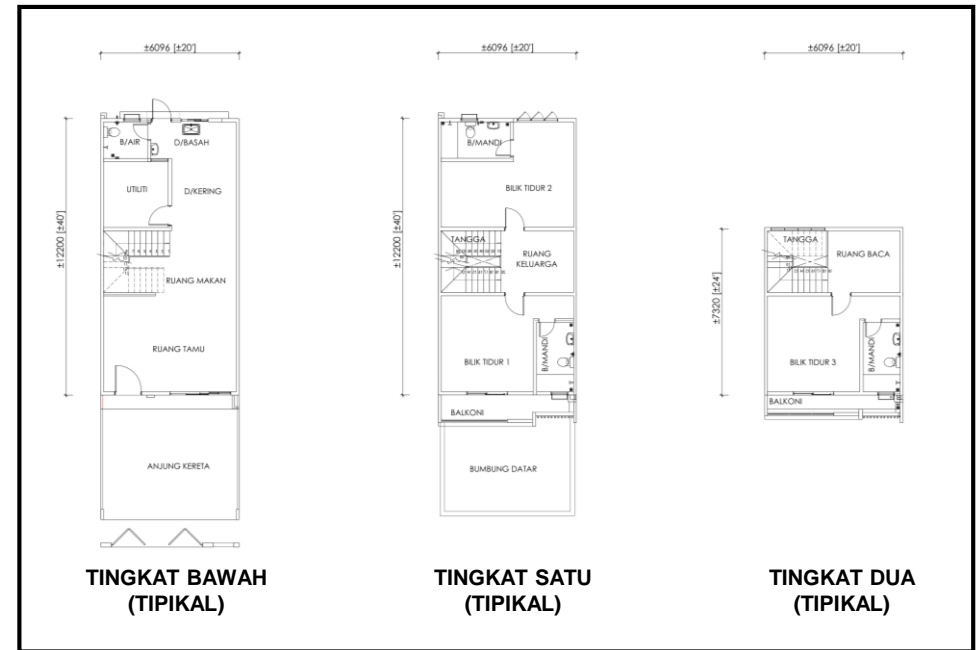 ±6096 [±20']
±12200 [±40']
B/AIR
D/BASAH
UTILITI
D/KERING
RUANG MAKAN
RUANG TAMU
ANJUNG KERETA
TINGKAT BAWAH
(TIPIKAL)
±6096 [±20']
±12200 [±40']
B/MANDI
BILIK TIDUR 2
TANGGA
RUANG
KELUARGA
BILIK TIDUR 1
B/MANDI
BALKONI
BUMBUNG DATAR
TINGKAT SATU
(TIPIKAL)
±6096 [±20']
±7320 [±24']
TANGGA
RUANG BACA
BILIK TIDUR 3
B/MANDI
BALKONI
TINGKAT DUA
(TIPIKAL)